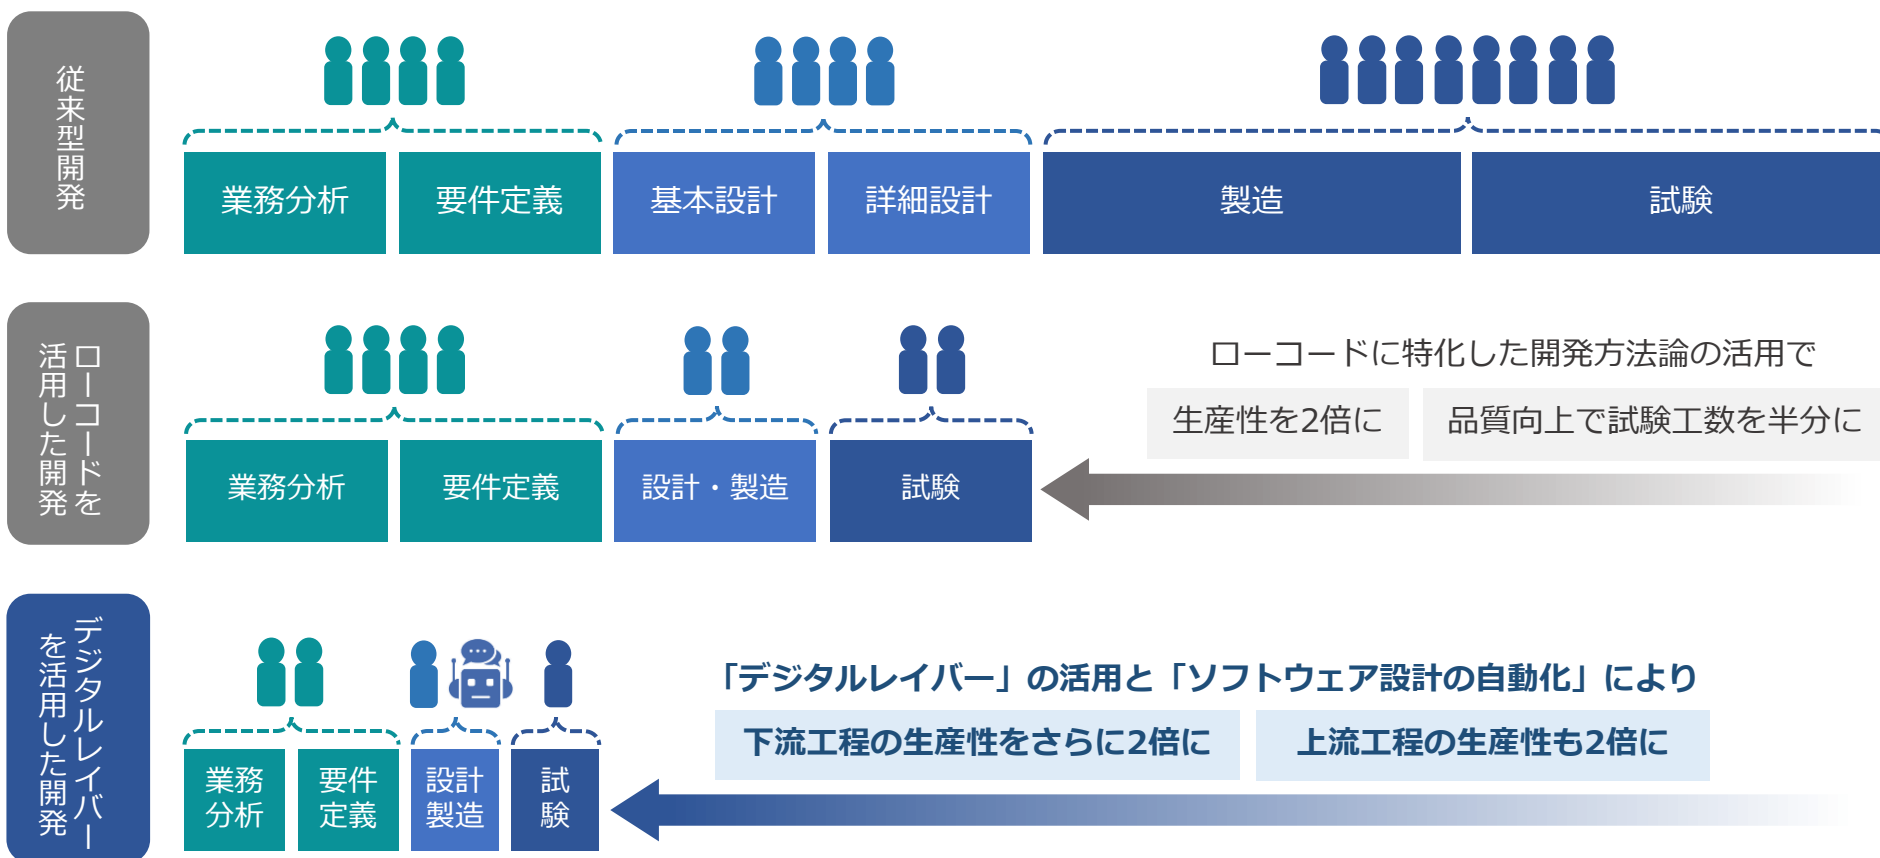 従来型開発
業務分析
要件定義
基本設計
詳細設計
製造
試験
ローコードを
活用した開発
業務分析
要件定義
設計・製造
試験
ローコードに特化した開発方法論の活用で
生産性を2倍に
品質向上で試験工数を半分に
デジタルレイバー
を活用した開発
業務
分析
要件
定義
設計
製造
試
験
「デジタルレイバー」の活用と「ソフトウェア設計の自動化」により
下流工程の生産性をさらに2倍に
上流工程の生産性も2倍に